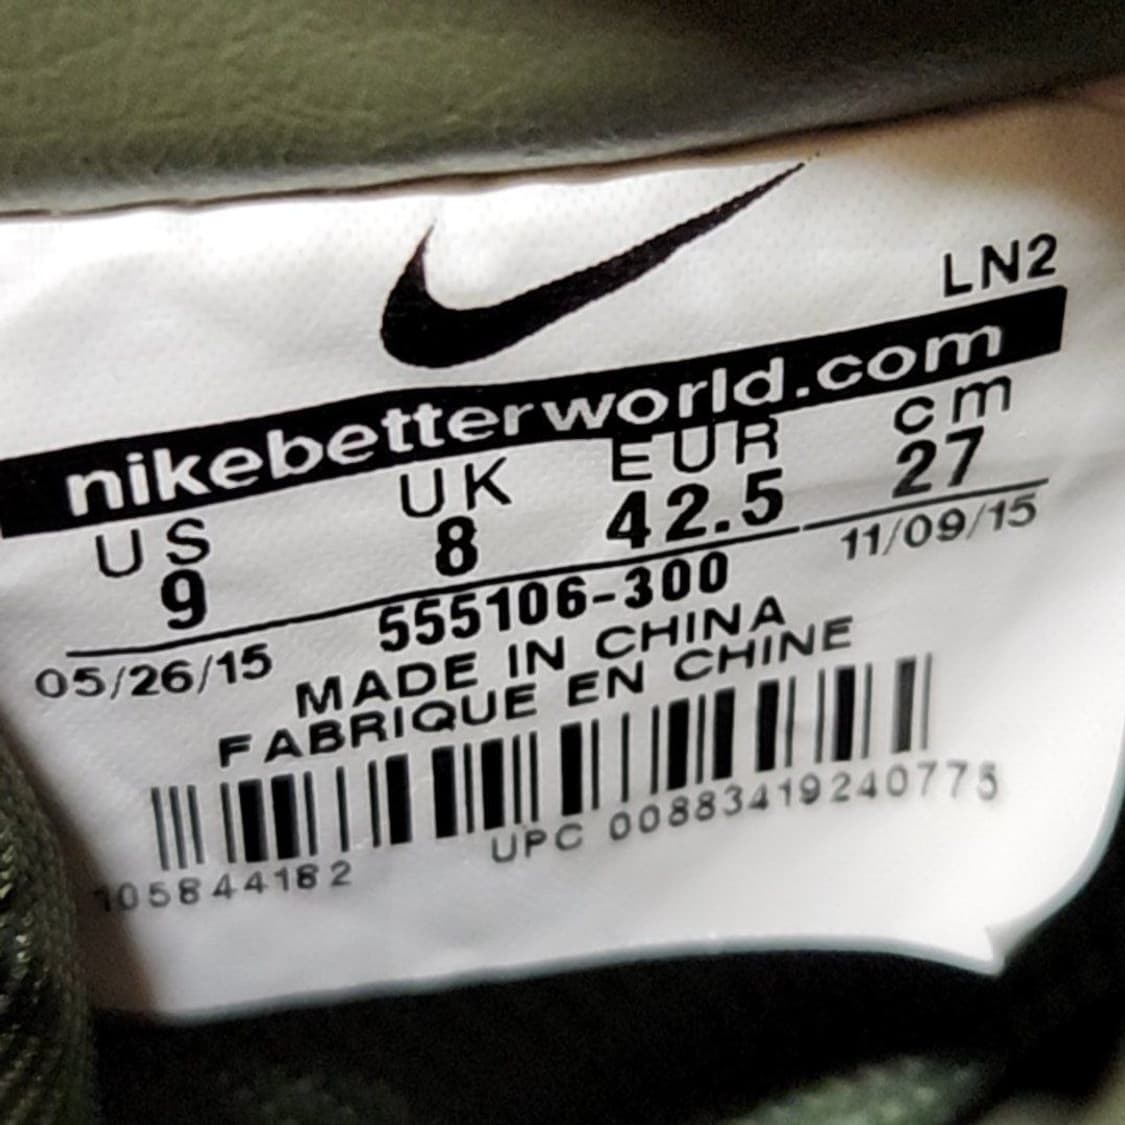 LN2
nikebetterworld.com
US UK EUR cm
9 8 42.5 27
05/26/15 555106-300 11/09/15
MADE IN CHINA
FABRIQUE EN CHINE
UPC 00883419240775
105844182